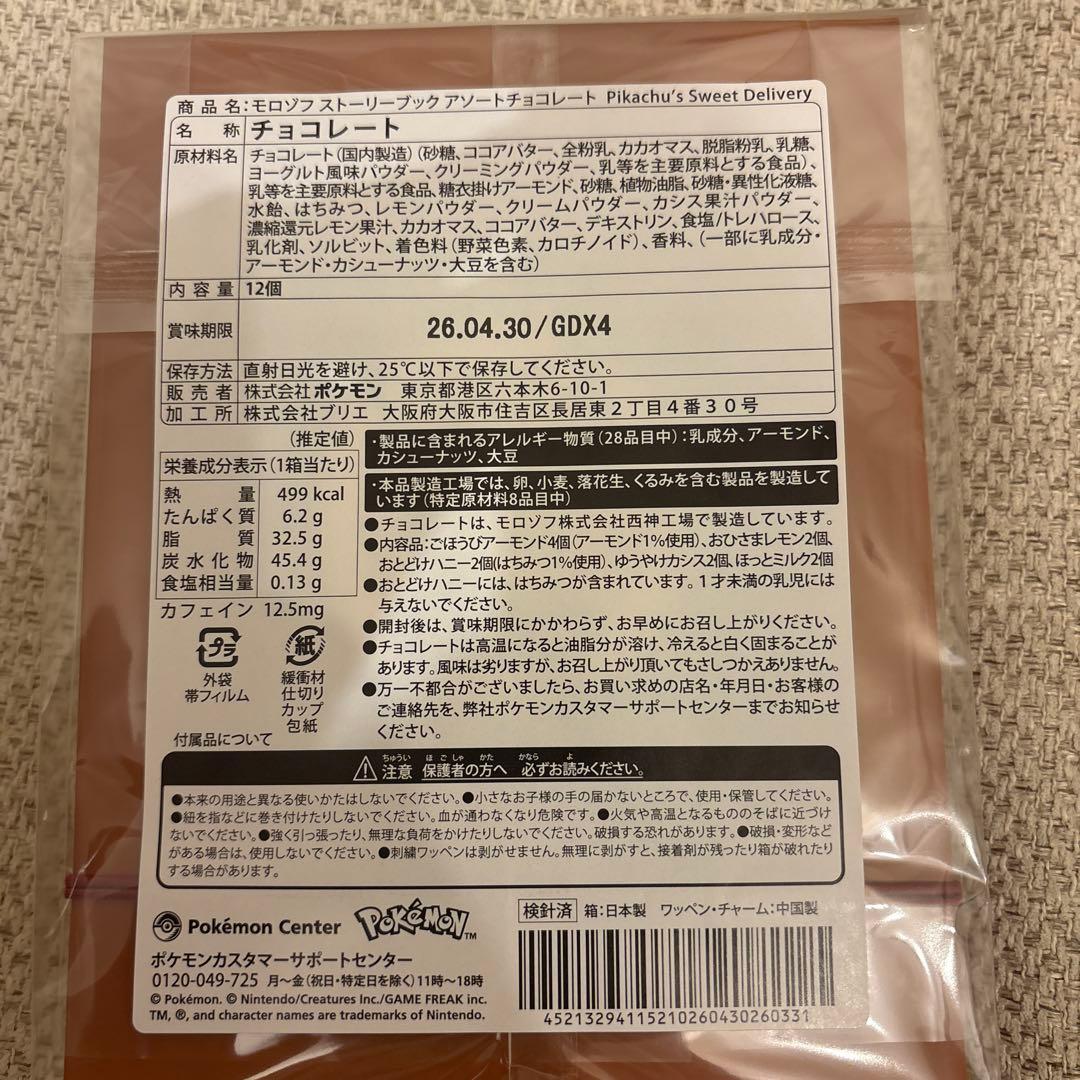 商品名：モロゾフ ストーリーブック アソートチョコレート Pikachu's Sweet Delivery
名称 チョコレート
原材料名 チョコレート（国内製造）（砂糖、ココアバター、全粉乳、カカオマス、脱脂粉乳、乳糖、
ヨーグルト風味パウダー、クリーミングパウダー、乳等を主要原料とする食品）、
乳等を主要原料とする食品、糖衣掛けアーモンド、砂糖、植物油脂、砂糖・異性化液糖、
水飴、はちみつ、レモンパウダー、クリームパウダー、カシス果汁パウダー、
濃縮還元レモン果汁、カカオマス、ココアバター、デキストリン、食塩/トレハロース、
乳化剤、ソルビット、着色料（野菜色素、カロチノイド）、香料、（一部に乳成分・
アーモンド・カシューナッツ・大豆を含む）
内容量 12個
賞味期限 26.04.30/GDX4
保存方法 直射日光を避け、25℃以下で保存してください。
販売者 株式会社ポケモン 東京都港区六本木6-10-1
加工所 株式会社ブリエ 大阪府大阪市住吉区長居東２丁目４番３０号
（推定値）
栄養成分表示（1箱当たり）
熱量 499 kcal
たんぱく質 6.2 g
脂質 32.5 g
炭水化物 45.4 g
食塩相当量 0.13 g
カフェイン 12.5mg
プラ
外袋
帯フィルム
紙
緩衝材
仕切り
カップ
包紙
・製品に含まれるアレルギー物質（28品目中）：乳成分、アーモンド、
カシューナッツ、大豆
・本品製造工場では、卵、小麦、落花生、くるみを含む製品を製造して
います（特定原材料8品目中）
●チョコレートは、モロゾフ株式会社西神工場で製造しています。
●内容品：ごほうびアーモンド4個（アーモンド1%使用）、おひさまレモン2個、
おとどけハニー2個（はちみつ1%使用）、ゆうやけカシス2個、ほっとミルク2個
●おとどけハニーには、はちみつが含まれています。１才未満の乳児には
与えないでください。
●開封後は、賞味期限にかかわらず、お早めにお召し上がりください。
●チョコレートは高温になると油脂分が溶け、冷えると白く固まることが
あります。風味は劣りますが、お召し上がり頂いてもさしつかえありません。
●万一不都合がございましたら、お買い求めの店名・年月日・お客様の
ご連絡先を、弊社ポケモンカスタマーサポートセンターまでお知らせ
ください。
付属品について
ちゅうい ほごしゃ かた かなら よ
注意 保護者の方へ 必ずお読みください。
●本来の用途と異なる使いかたはしないでください。●小さなお子様の手の届かないところで、使用・保管してください。
●紐を指などに巻き付けたりしないでください。血が通わなくなり危険です。●火気や高温となるもののそばに近づけ
ないでください。●強く引っ張ったり、無理な負荷をかけたりしないでください。破損する恐れがあります。●破損・変形など
がある場合は、使用しないでください。●刺繍ワッペンは剥がせません。無理に剥がすと、接着剤が残ったり箱が破れたり
する場合があります。
Pokémon Center POKéMON TM
ポケモンカスタマーサポートセンター
0120-049-725 月～金（祝日・特定日を除く）11時～18時
© Pokémon. © Nintendo/Creatures Inc./GAME FREAK inc.
TM, ®, and character names are trademarks of Nintendo.
検針済 箱：日本製 ワッペン・チャーム：中国製
4521329411521026043026​0331